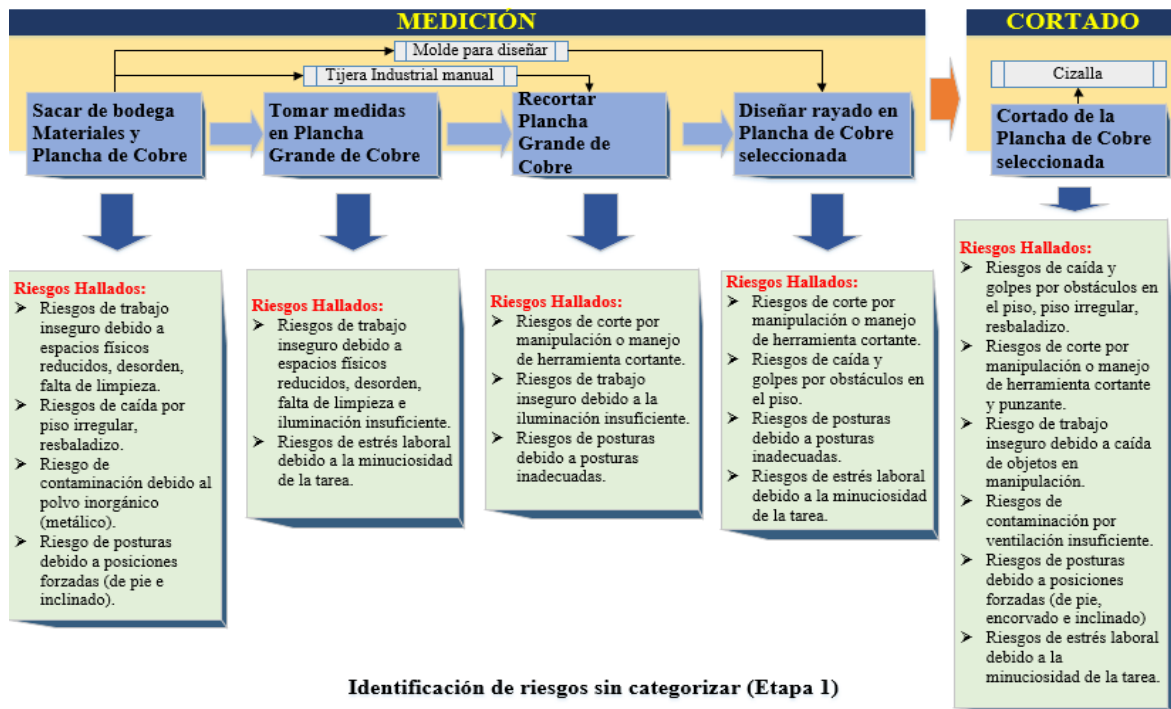 MEDICIÓN
Molde para diseñar
Tijera Industrial manual
Sacar de bodega
Materiales y
Plancha de Cobre
Tomar medidas
en Plancha
Grande de Cobre
Recortar
Plancha
Grande de
Cobre
Diseñar rayado en
Plancha de Cobre
seleccionada
CORTADO
Cizalla
Cortado de la
Plancha de Cobre
seleccionada
Riesgos Hallados:
➤ Riesgos de trabajo
inseguro debido a
espacios físicos
reducidos, desorden,
falta de limpieza.
➤ Riesgos de caída por
piso irregular,
resbaladizo.
➤ Riesgo de
contaminación debido al
polvo inorgánico
(metálico).
➤ Riesgo de posturas
debido a posiciones
forzadas (de pie e
inclinado).
Riesgos Hallados:
➤ Riesgos de trabajo
inseguro debido a
espacios físicos
reducidos, desorden,
falta de limpieza e
iluminación insuficiente.
➤ Riesgos de estrés laboral
debido a la minuciosidad
de la tarea.
Riesgos Hallados:
➤ Riesgos de corte por
manipulación o manejo
de herramienta cortante.
➤ Riesgos de trabajo
inseguro debido a la
iluminación insuficiente.
➤ Riesgos de posturas
debido a posturas
inadecuadas.
Riesgos Hallados:
➤ Riesgos de corte por
manipulación o manejo
de herramienta cortante.
➤ Riesgos de caída y
golpes por obstáculos en
el piso.
➤ Riesgos de posturas
debido a posturas
inadecuadas.
➤ Riesgos de estrés laboral
debido a la minuciosidad
de la tarea.
Riesgos Hallados:
➤ Riesgos de caída y
golpes por obstáculos en
el piso, piso irregular,
resbaladizo.
➤ Riesgos de corte por
manipulación o manejo
de herramienta cortante
y punzante.
➤ Riesgo de trabajo
inseguro debido a
caída de objetos en
manipulación.
➤ Riesgos de
contaminación por
ventilación insuficiente.
➤ Riesgos de posturas
debido a posiciones
forzadas (de pie,
encorvado e inclinado)
➤ Riesgos de estrés laboral
debido a la
minuciosidad de la tarea.
Identificación de riesgos sin categorizar (Etapa 1)